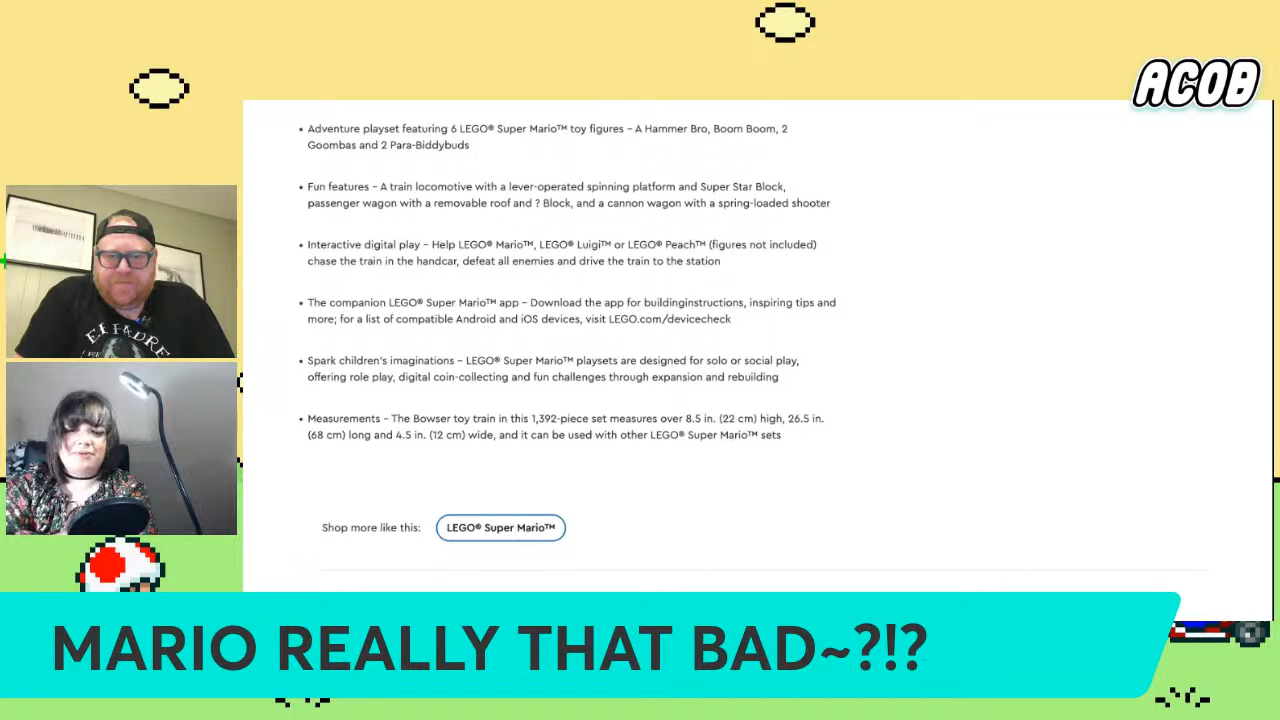 ACOB
• Adventure playset featuring 6 LEGO® Super Mario™ toy figures – A Hammer Bro, Boom Boom, 2
Goombas and 2 Para-Biddybuds
• Fun features – A train locomotive with a lever-operated spinning platform and Super Star Block,
passenger wagon with a removable roof and ? Block, and a cannon wagon with a spring-loaded shooter
• Interactive digital play – Help LEGO® Mario™, LEGO® Luigi™ or LEGO® Peach™ (figures not included)
chase the train in the handcar, defeat all enemies and drive the train to the station
• The companion LEGO® Super Mario™ app – Download the app for buildinginstructions, inspiring tips and
more; for a list of compatible Android and iOS devices, visit LEGO.com/devicecheck
• Spark children's imaginations – LEGO® Super Mario™ playsets are designed for solo or social play,
offering role play, digital coin-collecting and fun challenges through expansion and rebuilding
• Measurements – The Bowser toy train in this 1,392-piece set measures over 8.5 in. (22 cm) high, 26.5 in.
(68 cm) long and 4.5 in. (12 cm) wide, and it can be used with other LEGO® Super Mario™ sets
Shop more like this: LEGO® Super Mario™
EL PADRE
MARIO REALLY THAT BAD~?!?